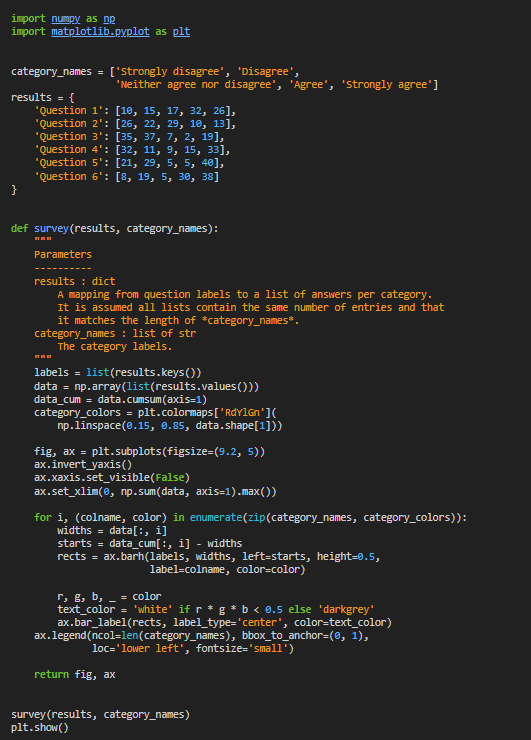 import numpy as np
import matplotlib.pyplot as plt


category_names = ['Strongly disagree', 'Disagree',
                  'Neither agree nor disagree', 'Agree', 'Strongly agree']
results = {
    'Question 1': [10, 15, 17, 32, 26],
    'Question 2': [26, 22, 29, 10, 13],
    'Question 3': [35, 37, 7, 2, 19],
    'Question 4': [32, 11, 9, 15, 33],
    'Question 5': [21, 29, 5, 5, 40],
    'Question 6': [8, 19, 5, 30, 38]
}


def survey(results, category_names):
    """
    Parameters
    ----------
    results : dict
        A mapping from question labels to a list of answers per category.
        It is assumed all lists contain the same number of entries and that
        it matches the length of *category_names*.
    category_names : list of str
        The category labels.
    """
    labels = list(results.keys())
    data = np.array(list(results.values()))
    data_cum = data.cumsum(axis=1)
    category_colors = plt.colormaps['RdYlGn'](
        np.linspace(0.15, 0.85, data.shape[1]))

    fig, ax = plt.subplots(figsize=(9.2, 5))
    ax.invert_yaxis()
    ax.xaxis.set_visible(False)
    ax.set_xlim(0, np.sum(data, axis=1).max())

    for i, (colname, color) in enumerate(zip(category_names, category_colors)):
        widths = data[:, i]
        starts = data_cum[:, i] - widths
        rects = ax.barh(labels, widths, left=starts, height=0.5,
                        label=colname, color=color)

        r, g, b, _ = color
        text_color = 'white' if r * g * b < 0.5 else 'darkgrey'
        ax.bar_label(rects, label_type='center', color=text_color)
    ax.legend(ncol=len(category_names), bbox_to_anchor=(0, 1),
              loc='lower left', fontsize='small')

    return fig, ax


survey(results, category_names)
plt.show()